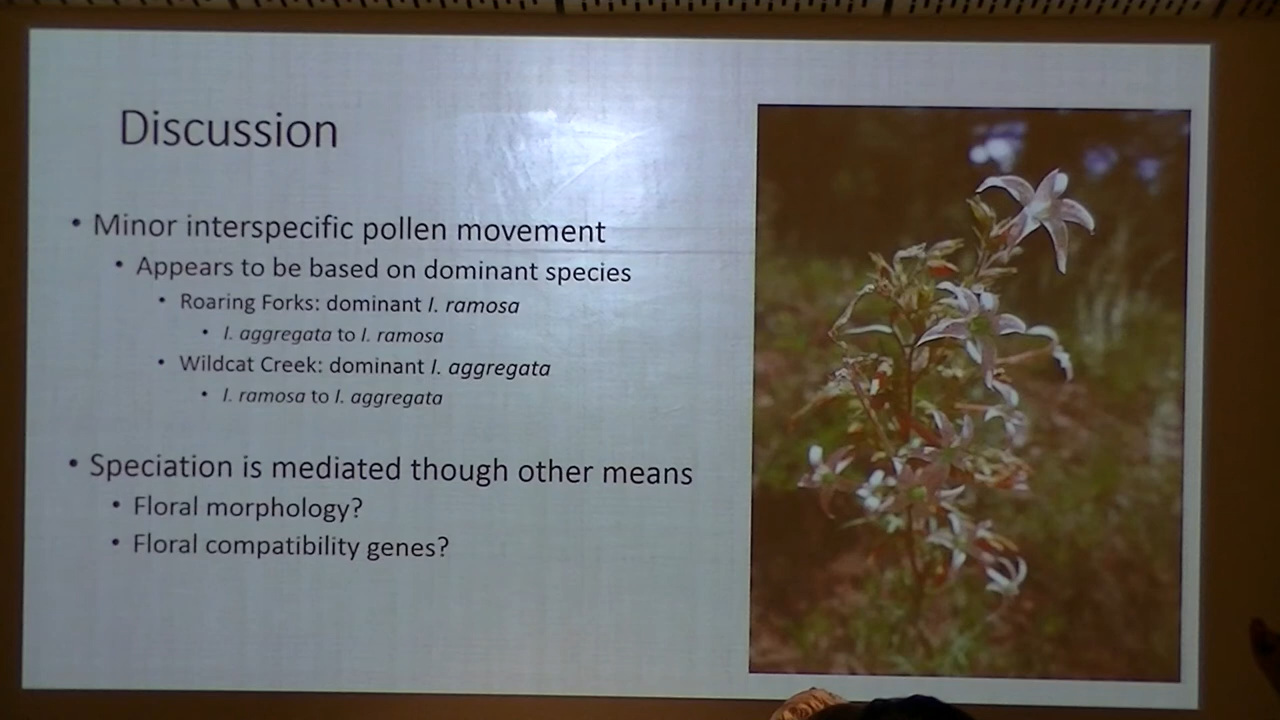 Discussion
• Minor interspecific pollen movement
• Appears to be based on dominant species
• Roaring Forks: dominant I. ramosa
• I. aggregata to I. ramosa
• Wildcat Creek: dominant I. aggregata
• I. ramosa to I. aggregata
• Speciation is mediated though other means
• Floral morphology?
• Floral compatibility genes?